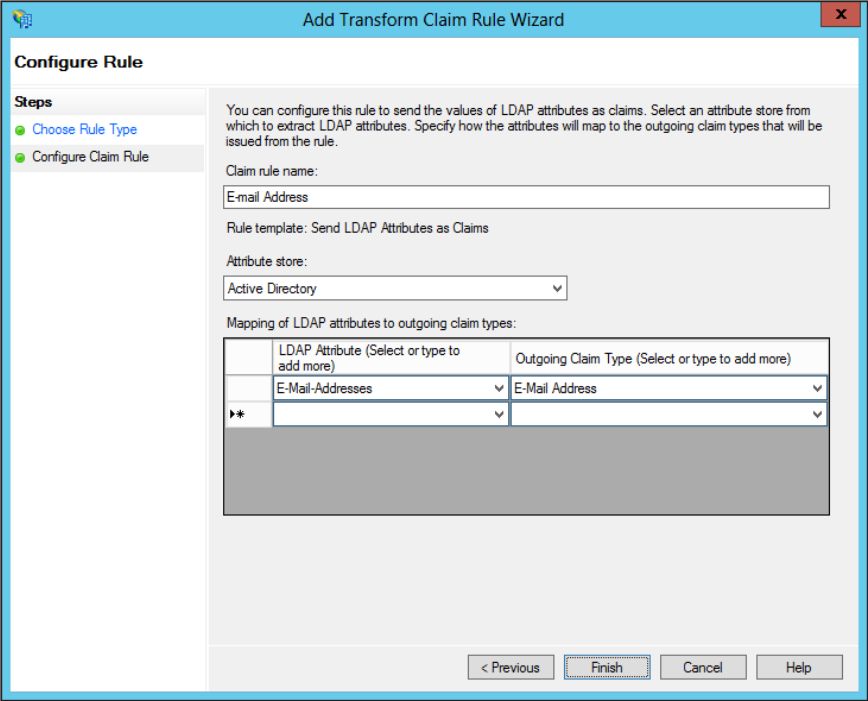 Add Transform Claim Rule Wizard
x
Configure Rule
Steps
Choose Rule Type
Configure Claim Rule
You can configure this rule to send the values of LDAP attributes as claims. Select an attribute store from
which to extract LDAP attributes. Specify how the attributes will map to the outgoing claim types that will be
issued from the rule.
Claim rule name:
E-mail Address
Rule template: Send LDAP Attributes as Claims
Attribute store:
Active Directory
Mapping of LDAP attributes to outgoing claim types:
LDAP Attribute (Select or type to
add more)
Outgoing Claim Type (Select or type to add more)
E-Mail-Addresses
E-Mail Address
< Previous
Finish
Cancel
Help